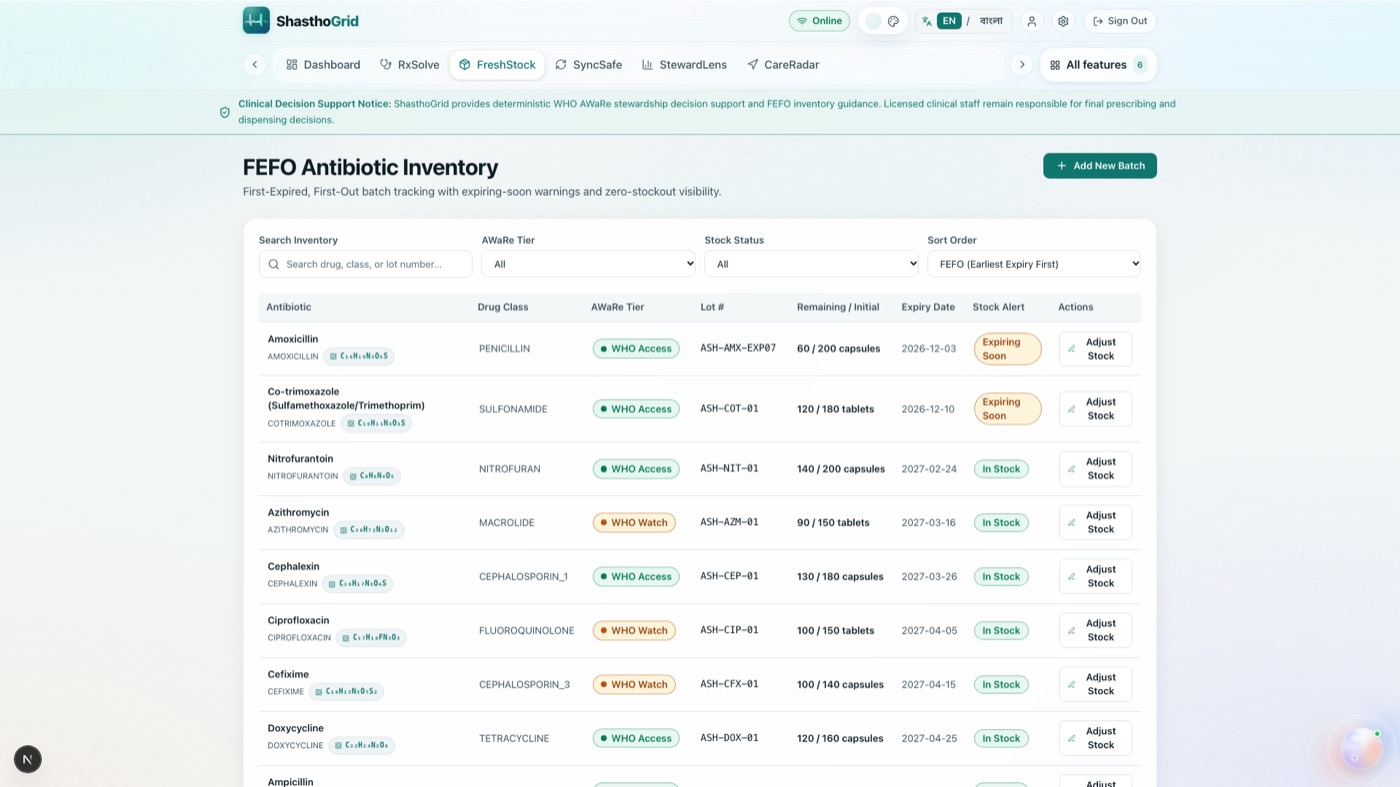 ShasthoGrid
Online
EN / বাংলা
Sign Out
Dashboard
RxSolve
FreshStock
SyncSafe
StewardLens
CareRadar
All features 6
Clinical Decision Support Notice: ShasthoGrid provides deterministic WHO AWaRe stewardship decision support and FEFO inventory guidance. Licensed clinical staff remain responsible for final prescribing and
dispensing decisions.
FEFO Antibiotic Inventory
+ Add New Batch
First-Expired, First-Out batch tracking with expiring-soon warnings and zero-stockout visibility.
Search Inventory
AWaRe Tier
Stock Status
Sort Order
Search drug, class, or lot number...
All
All
FEFO (Earliest Expiry First)
Antibiotic Drug Class AWaRe Tier Lot # Remaining / Initial Expiry Date Stock Alert Actions
Amoxicillin
AMOXICILLIN
PENICILLIN WHO Access ASH-AMX-EXP07 60 / 200 capsules 2026-12-03
Expiring
Soon
Adjust
Stock
Co-trimoxazole
(Sulfamethoxazole/Trimethoprim)
COTRIMOXAZOLE
SULFONAMIDE WHO Access ASH-COT-01 120 / 180 tablets 2026-12-10
Expiring
Soon
Adjust
Stock
Nitrofurantoin
NITROFURANTOIN
NITROFURAN WHO Access ASH-NIT-01 140 / 200 capsules 2027-02-24 In Stock
Adjust
Stock
Azithromycin
AZITHROMYCIN
MACROLIDE WHO Watch ASH-AZM-01 90 / 150 tablets 2027-03-16 In Stock
Adjust
Stock
Cephalexin
CEPHALEXIN
CEPHALOSPORIN_1 WHO Access ASH-CEP-01 130 / 180 capsules 2027-03-26 In Stock
Adjust
Stock
Ciprofloxacin
CIPROFLOXACIN
FLUOROQUINOLONE WHO Watch ASH-CIP-01 100 / 150 tablets 2027-04-05 In Stock
Adjust
Stock
Cefixime
CEFIXIME
CEPHALOSPORIN_3 WHO Watch ASH-CFX-01 100 / 140 capsules 2027-04-15 In Stock
Adjust
Stock
Doxycycline
DOXYCYCLINE
TETRACYCLINE WHO Access ASH-DOX-01 120 / 160 capsules 2027-04-25 In Stock
Adjust
Stock
Ampicillin
Adjust
N